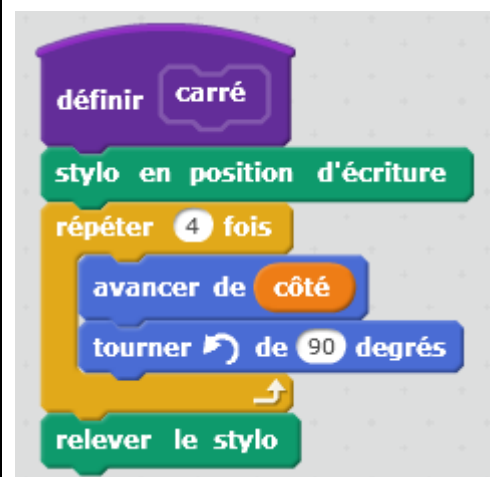 définir carré
stylo en position d'écriture
répéter 4 fois
avancer de côté
tourner de 90 degrés
relever le stylo